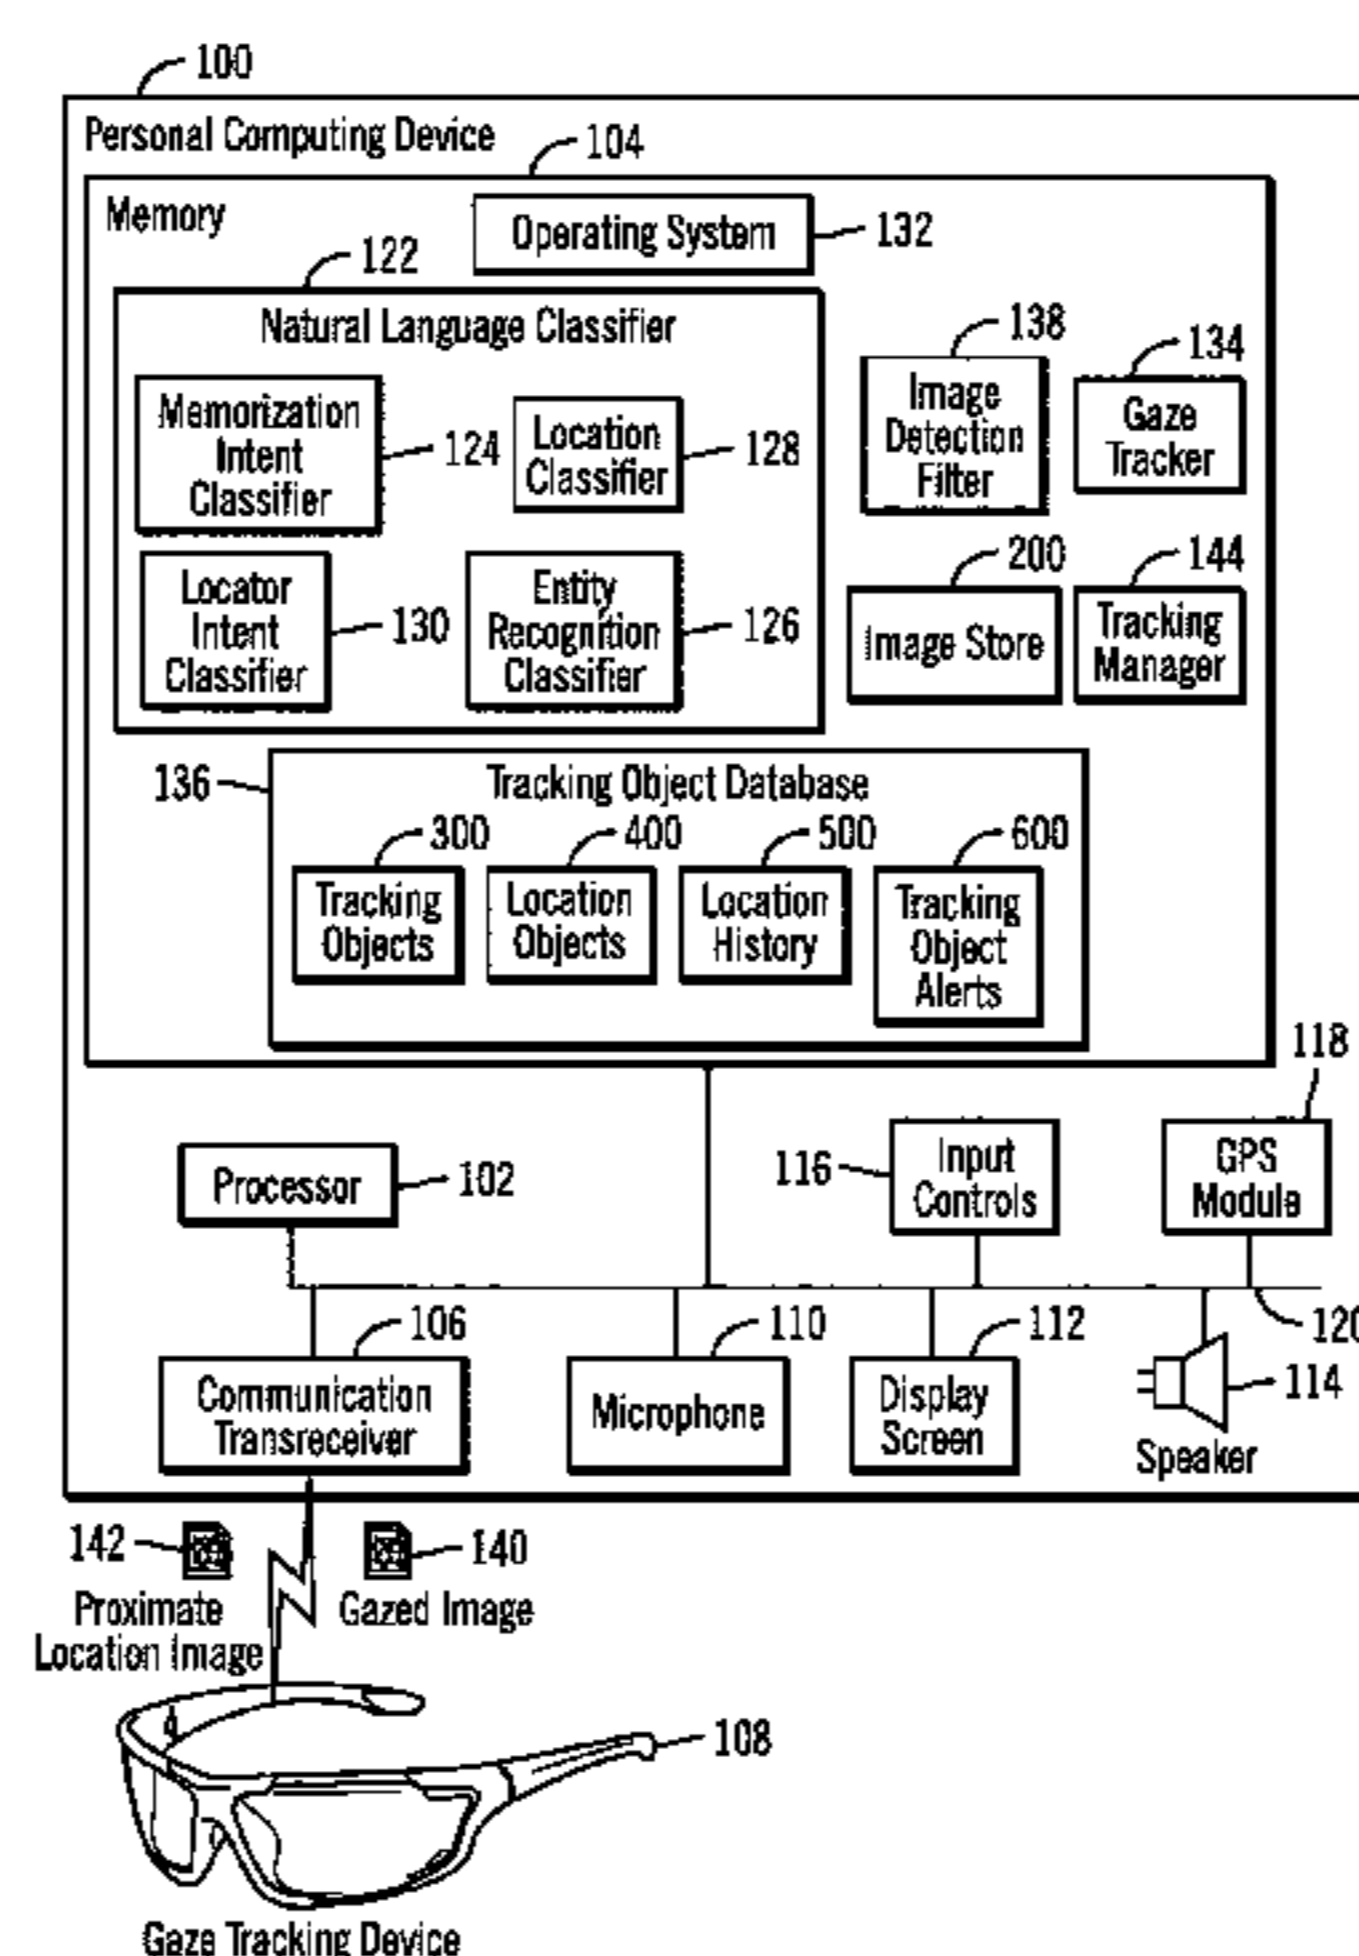 100
Personal Computing Device
104
Memory
Operating System
132
122
Natural Language Classifier
138
134
Memorization
Intent
Classifier
124
Location
Classifier
128
Image
Detection
Filter
Gaze
Tracker
Locator
Intent
Classifier
130
Entity
Recognition
Classifier
126
200
Image Store
144
Tracking
Manager
136
Tracking Object Database
300
400
500
600
Tracking
Objects
Location
Objects
Location
History
Tracking
Object
Alerts
118
Processor
102
116
Input
Controls
GPS
Module
106
110
112
120
Communication
Transreceiver
Microphone
Display
Screen
114
Speaker
142
140
Proximate
Location Image
Gazed Image
108
Gaze Tracking Device